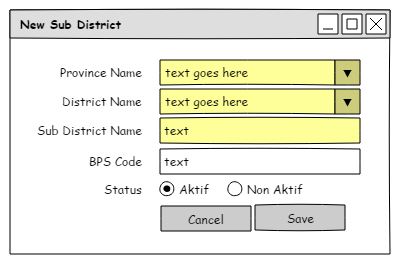 New Sub District
Province Name text goes here
District Name text goes here
Sub District Name text
BPS Code text
Status Aktif Non Aktif
Cancel Save